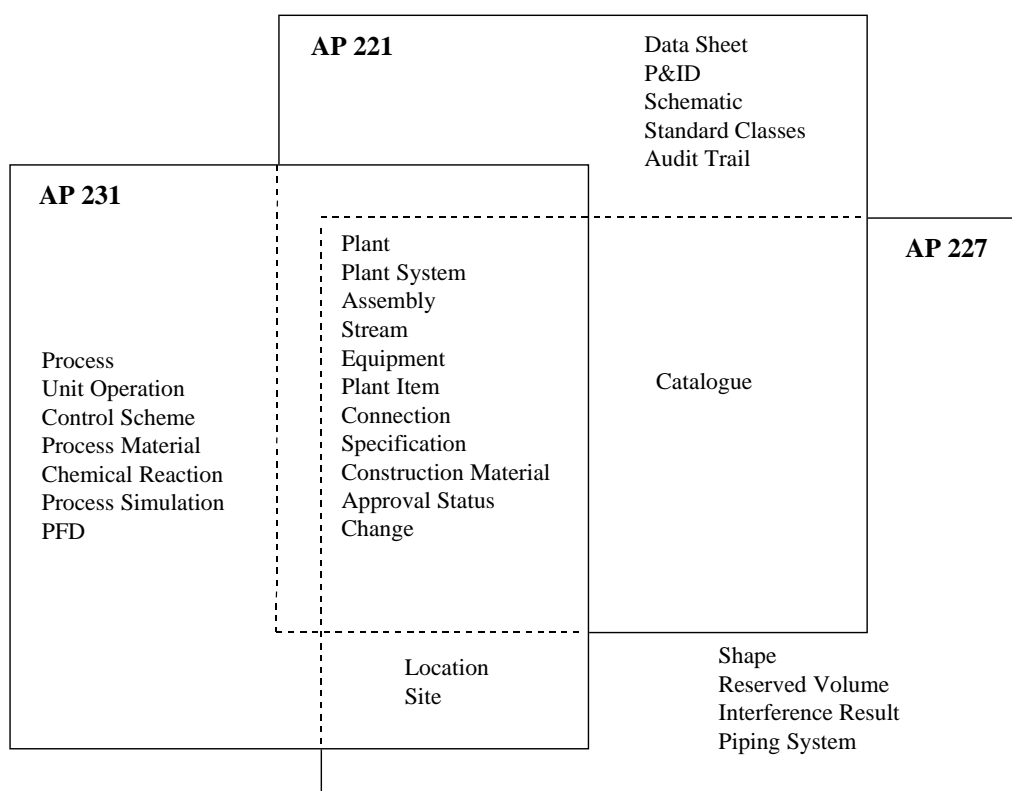 AP 221
Data Sheet
P&ID
Schematic
Standard Classes
Audit Trail
AP 231
AP 227
Plant
Plant System
Assembly
Stream
Equipment
Plant Item
Connection
Specification
Construction Material
Approval Status
Change
Process
Unit Operation
Control Scheme
Process Material
Chemical Reaction
Process Simulation
PFD
Catalogue
Location
Site
Shape
Reserved Volume
Interference Result
Piping System